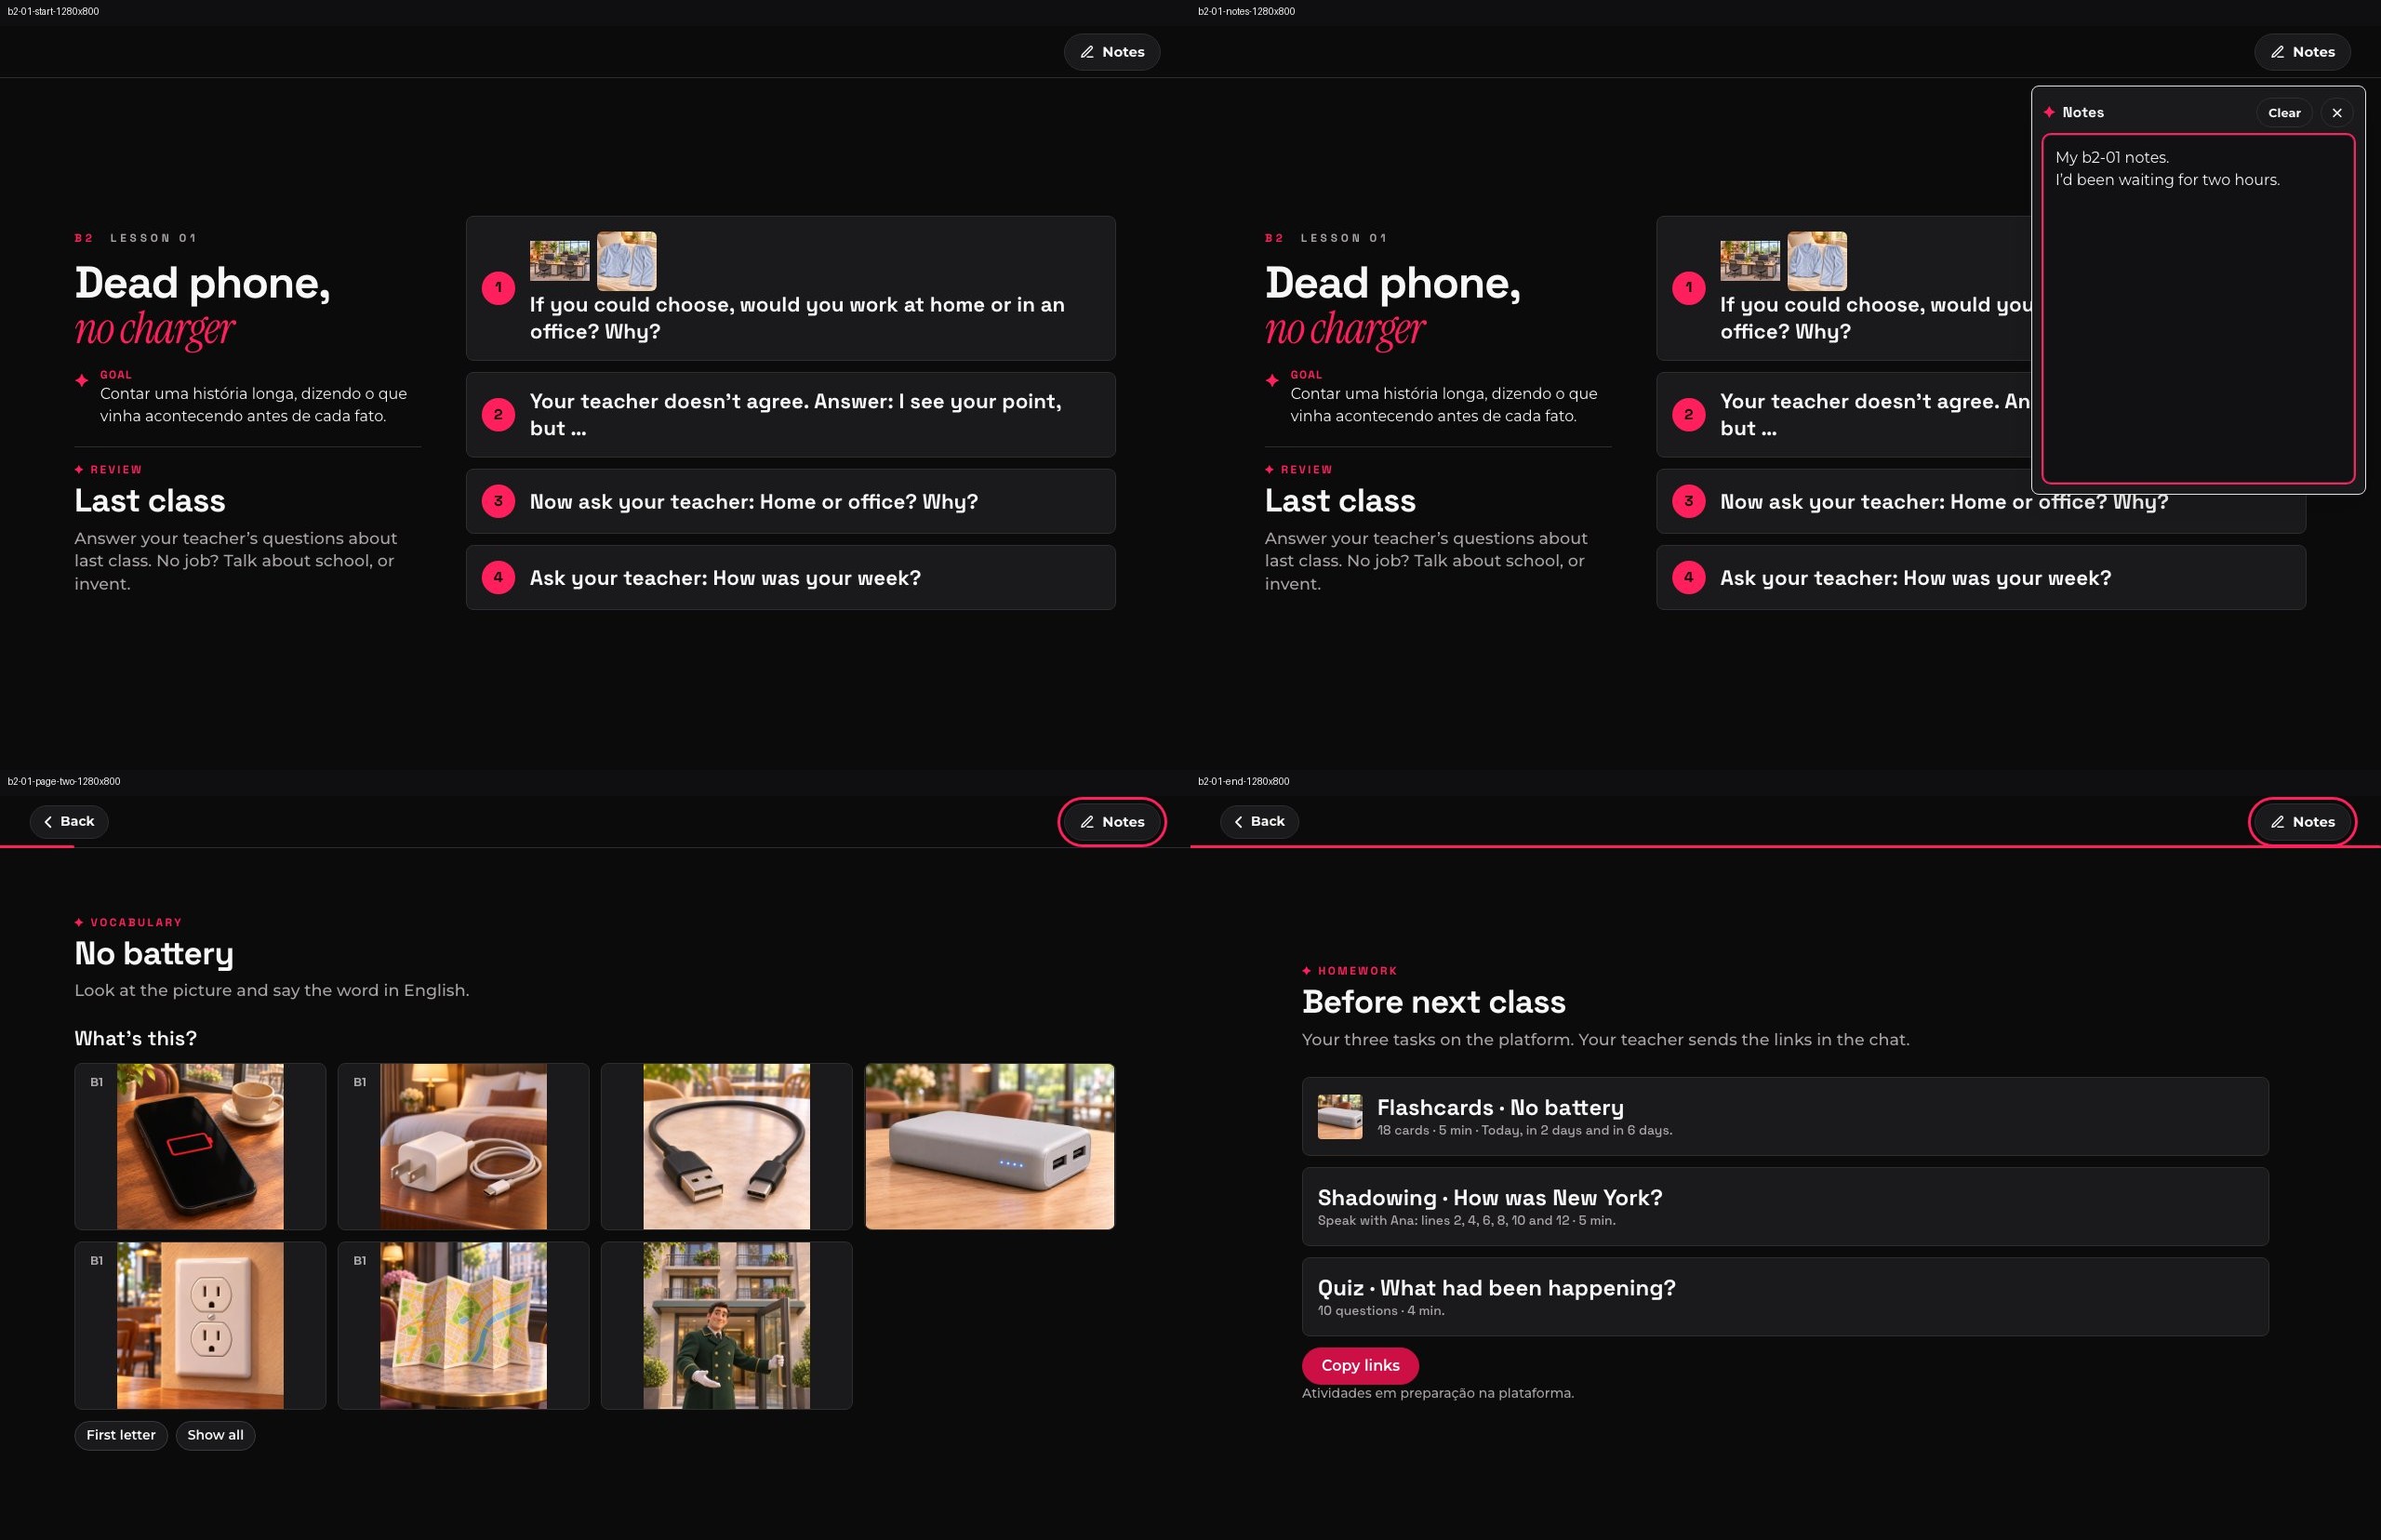 b2-01-start-1280x800
Notes
B2 LESSON 01
Dead phone,
no charger
GOAL
Contar uma história longa, dizendo o que
vinha acontecendo antes de cada fato.
REVIEW
Last class
Answer your teacher’s questions about
last class. No job? Talk about school, or
invent.
1
If you could choose, would you work at home or in an
office? Why?
2
Your teacher doesn’t agree. Answer: I see your point,
but ...
3
Now ask your teacher: Home or office? Why?
4
Ask your teacher: How was your week?
b2-01-notes-1280x800
Notes
B2 LESSON 01
Dead phone,
no charger
GOAL
Contar uma história longa, dizendo o que
vinha acontecendo antes de cada fato.
REVIEW
Last class
Answer your teacher’s questions about
last class. No job? Talk about school, or
invent.
1
If you could choose, would you
office? Why?
2
Your teacher doesn’t agree. An
but ...
3
Now ask your teacher: Home or office? Why?
4
Ask your teacher: How was your week?
Notes
Clear
My b2-01 notes.
I’d been waiting for two hours.
b2-01-page-two-1280x800
Back
Notes
VOCABULARY
No battery
Look at the picture and say the word in English.
What’s this?
B1
B1
B1
B1
First letter
Show all
b2-01-end-1280x800
Back
Notes
HOMEWORK
Before next class
Your three tasks on the platform. Your teacher sends the links in the chat.
Flashcards · No battery
18 cards · 5 min · Today, in 2 days and in 6 days.
Shadowing · How was New York?
Speak with Ana: lines 2, 4, 6, 8, 10 and 12 · 5 min.
Quiz · What had been happening?
10 questions · 4 min.
Copy links
Atividades em preparação na plataforma.